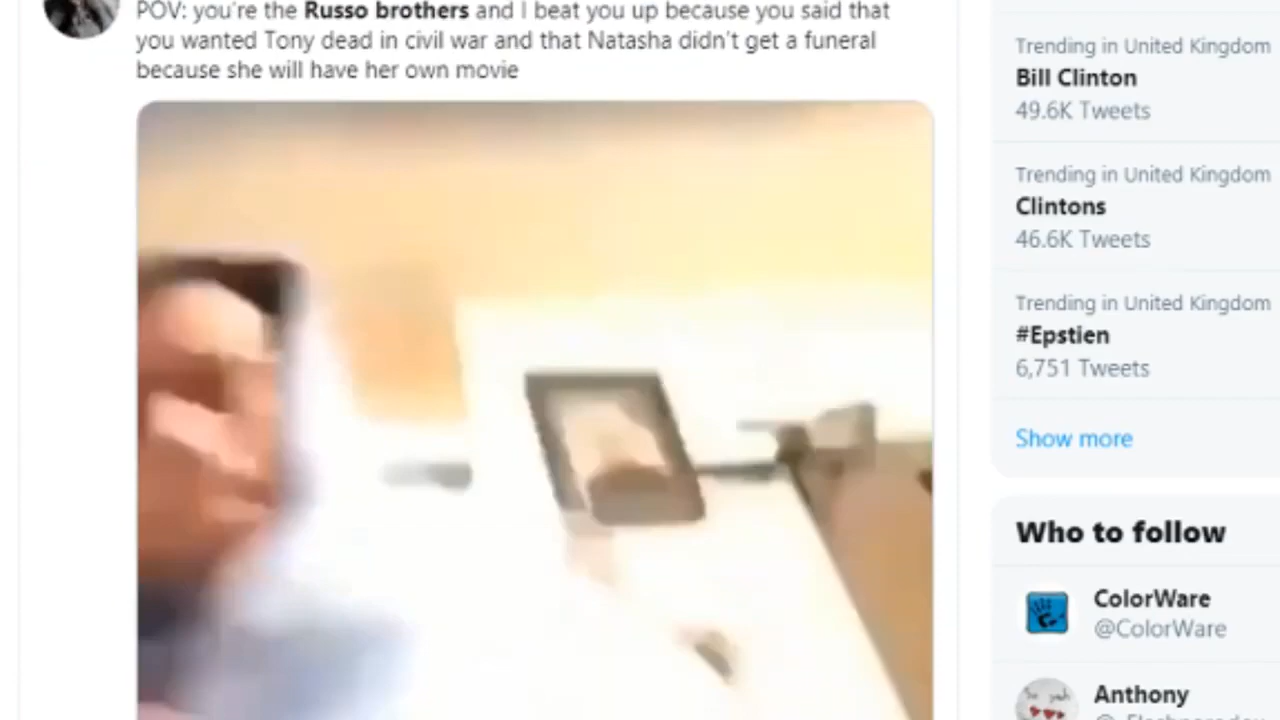 POV: you're the Russo brothers and I beat you up because you said that
you wanted Tony dead in civil war and that Natasha didn't get a funeral
because she will have her own movie
Trending in United Kingdom
Bill Clinton
49.6K Tweets
Trending in United Kingdom
Clintons
46.6K Tweets
Trending in United Kingdom
#Epstien
6,751 Tweets
Show more
Who to follow
ColorWare
@ColorWare
Anthony